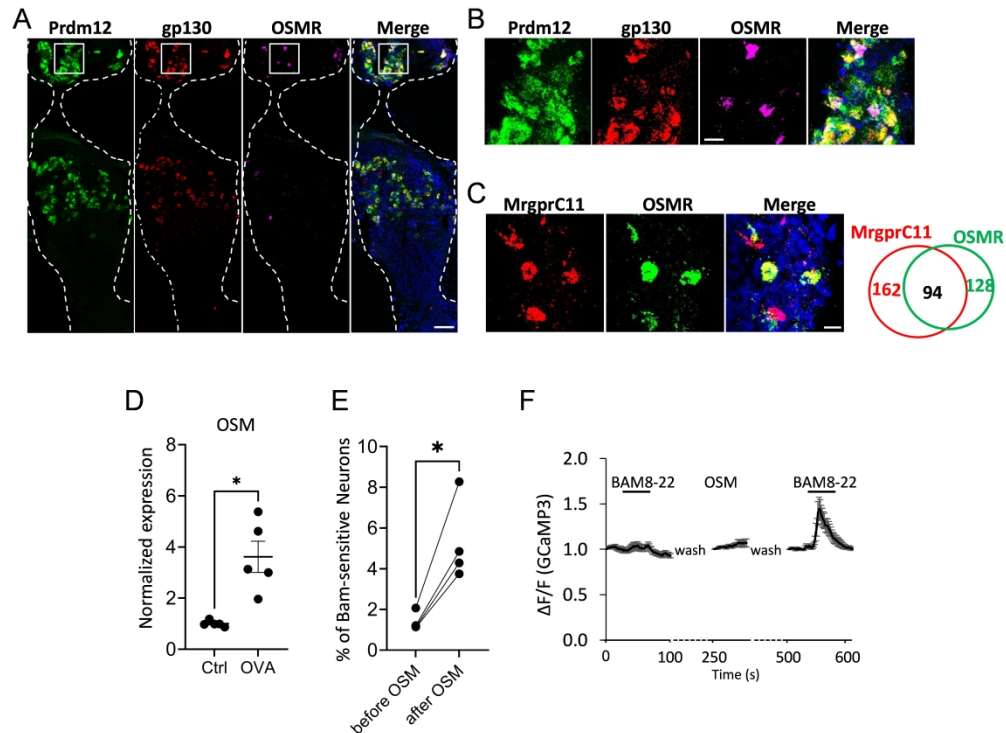 A
Prdm12 gp130 OSMR Merge
B
Prdm12 gp130 OSMR Merge
C
MrgprC11 OSMR Merge
MrgprC11
OSMR
162 94 128
D
OSM
*
Normalized expression
8
6
4
2
0
Ctrl OVA
E
*
% of Bam-sensitive Neurons
10
8
6
4
2
0
before OSM after OSM
F
2.0
1.5
1.0
0.5
0.0
ΔF/F (GCaMP3)
BAM8-22 OSM BAM8-22
wash wash
0 100 250 500 600
Time (s)